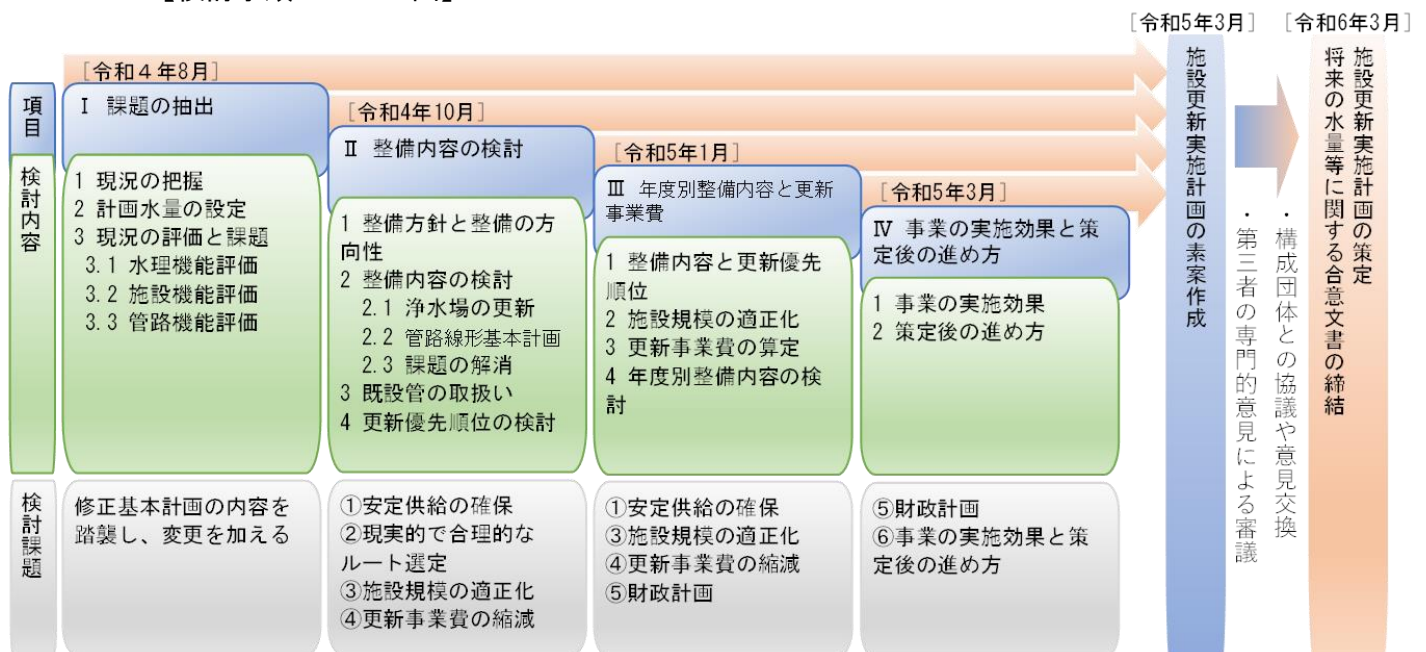 [令和5年3月]
[令和6年3月]
[令和４年8月]
項目
Ⅰ 課題の抽出
[令和4年10月]
Ⅱ 整備内容の検討
[令和5年1月]
Ⅲ 年度別整備内容と更新
事業費
[令和5年3月]
Ⅳ 事業の実施効果と策
定後の進め方
検討内容
1 現況の把握
2 計画水量の設定
3 現況の評価と課題
3.1 水理機能評価
3.2 施設機能評価
3.3 管路機能評価
1 整備方針と整備の方
向性
2 整備内容の検討
2.1 浄水場の更新
2.2 管路線形基本計画
2.3 課題の解消
3 既設管の取扱い
4 更新優先順位の検討
1 整備内容と更新優先
順位
2 施設規模の適正化
3 更新事業費の算定
4 年度別整備内容の検
討
1 事業の実施効果
2 策定後の進め方
検討課題
修正基本計画の内容を
踏襲し、変更を加える
①安定供給の確保
②現実的で合理的な
ルート選定
③施設規模の適正化
④更新事業費の縮減
①安定供給の確保
③施設規模の適正化
④更新事業費の縮減
⑤財政計画
⑤財政計画
⑥事業の実施効果と策
定後の進め方
施設更新実施計画の素案作成
・構成団体との協議や意見交換
・第三者の専門的意見による審議
施設更新実施計画の策定
将来の水量等に関する合意文書の締結